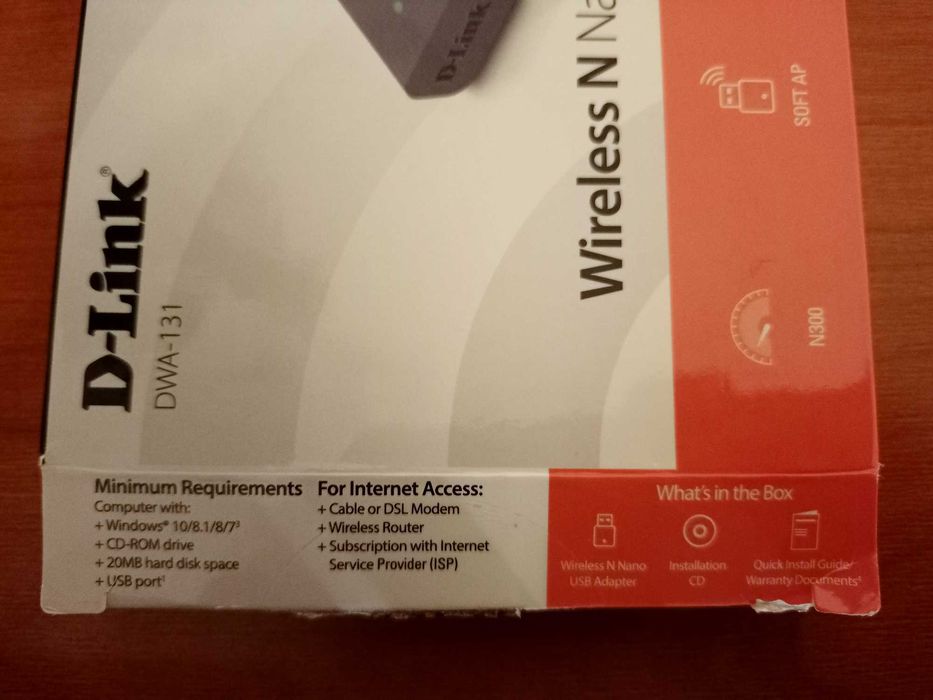 D-Link
D-Link®
DWA-131
Wireless N Na
SOFT AP
N300
Minimum Requirements
Computer with:
+ Windows® 10/8.1/8/7³
+ CD-ROM drive
+ 20MB hard disk space
+ USB port¹
For Internet Access:
+ Cable or DSL Modem
+ Wireless Router
+ Subscription with Internet
Service Provider (ISP)
What's in the Box
Wireless N Nano
USB Adapter
Installation
CD
Quick Install Guide/
Warranty Documents‡